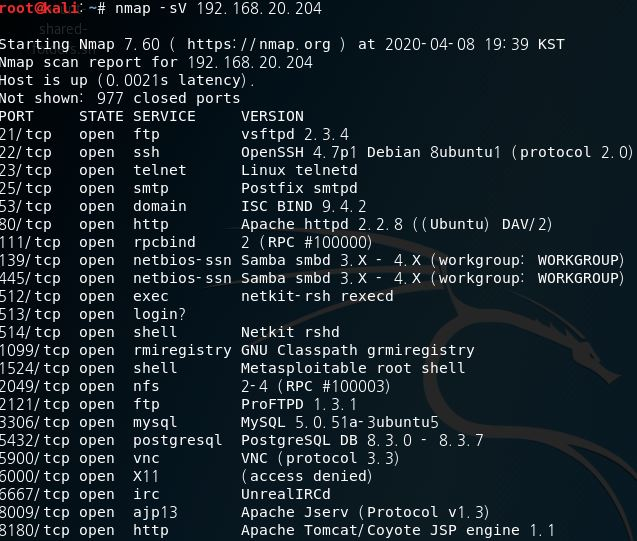 root@kali:~# nmap -sV 192.168.20.204
shared-
Starting Nmap 7.60 ( https://nmap.org ) at 2020-04-08 19:39 KST
Nmap scan report for 192.168.20.204
Host is up (0.0021s latency).
Not shown: 977 closed ports
PORT     STATE SERVICE     VERSION
21/tcp   open  ftp         vsftpd 2.3.4
22/tcp   open  ssh         OpenSSH 4.7p1 Debian 8ubuntu1 (protocol 2.0)
23/tcp   open  telnet      Linux telnetd
25/tcp   open  smtp        Postfix smtpd
53/tcp   open  domain      ISC BIND 9.4.2
80/tcp   open  http        Apache httpd 2.2.8 ((Ubuntu) DAV/2)
111/tcp  open  rpcbind     2 (RPC #100000)
139/tcp  open  netbios-ssn Samba smbd 3.X - 4.X (workgroup: WORKGROUP)
445/tcp  open  netbios-ssn Samba smbd 3.X - 4.X (workgroup: WORKGROUP)
512/tcp  open  exec        netkit-rsh rexecd
513/tcp  open  login?
514/tcp  open  shell       Netkit rshd
1099/tcp open  rmiregistry GNU Classpath grmiregistry
1524/tcp open  shell       Metasploitable root shell
2049/tcp open  nfs         2-4 (RPC #100003)
2121/tcp open  ftp         ProFTPD 1.3.1
3306/tcp open  mysql       MySQL 5.0.51a-3ubuntu5
5432/tcp open  postgresql  PostgreSQL DB 8.3.0 - 8.3.7
5900/tcp open  vnc         VNC (protocol 3.3)
6000/tcp open  X11         (access denied)
6667/tcp open  irc         UnrealIRCd
8009/tcp open  ajp13       Apache Jserv (Protocol v1.3)
8180/tcp open  http        Apache Tomcat/Coyote JSP engine 1.1